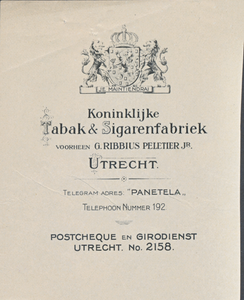 JE MAINTIENDRAI
Koninklijke
Tabak & Sigarenfabriek
VOORHEEN G. RIBBIUS PELETIER JR.
UTRECHT.
TELEGRAM ADRES: "PANETELA„
TELEPHOON NUMMER 192
POSTCHEQUE EN GIRODIENST
UTRECHT. No. 2158.